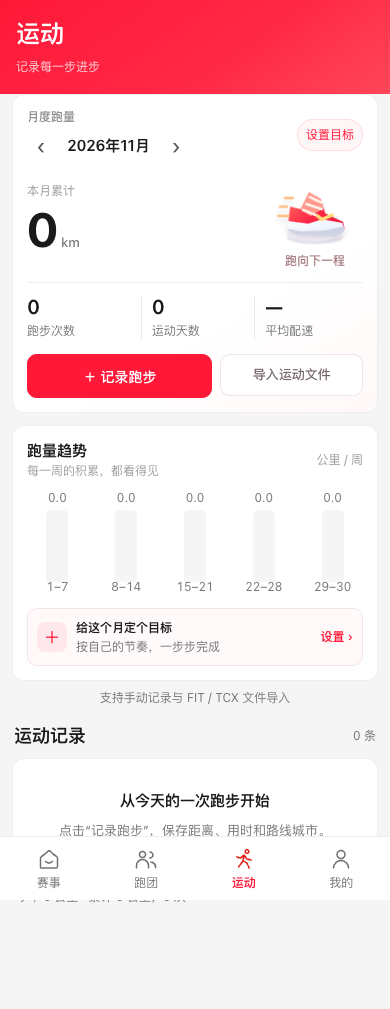 运动
记录每一步进步
月度跑量
‹ 2026年11月 ›
设置目标
本月累计
0 km
跑向下一程
0 0 —
跑步次数 运动天数 平均配速
+ 记录跑步 导入运动文件
跑量趋势
每一周的积累，都看得见
公里 / 周
0.0 0.0 0.0 0.0 0.0
1–7 8–14 15–21 22–28 29–30
给这个月定个目标
按自己的节奏，一步步完成
设置 ›
支持手动记录与 FIT / TCX 文件导入
运动记录
0 条
从今天的一次跑步开始
点击“记录跑步”，保存距离、用时和路线城市。
赛事 跑团 运动 我的